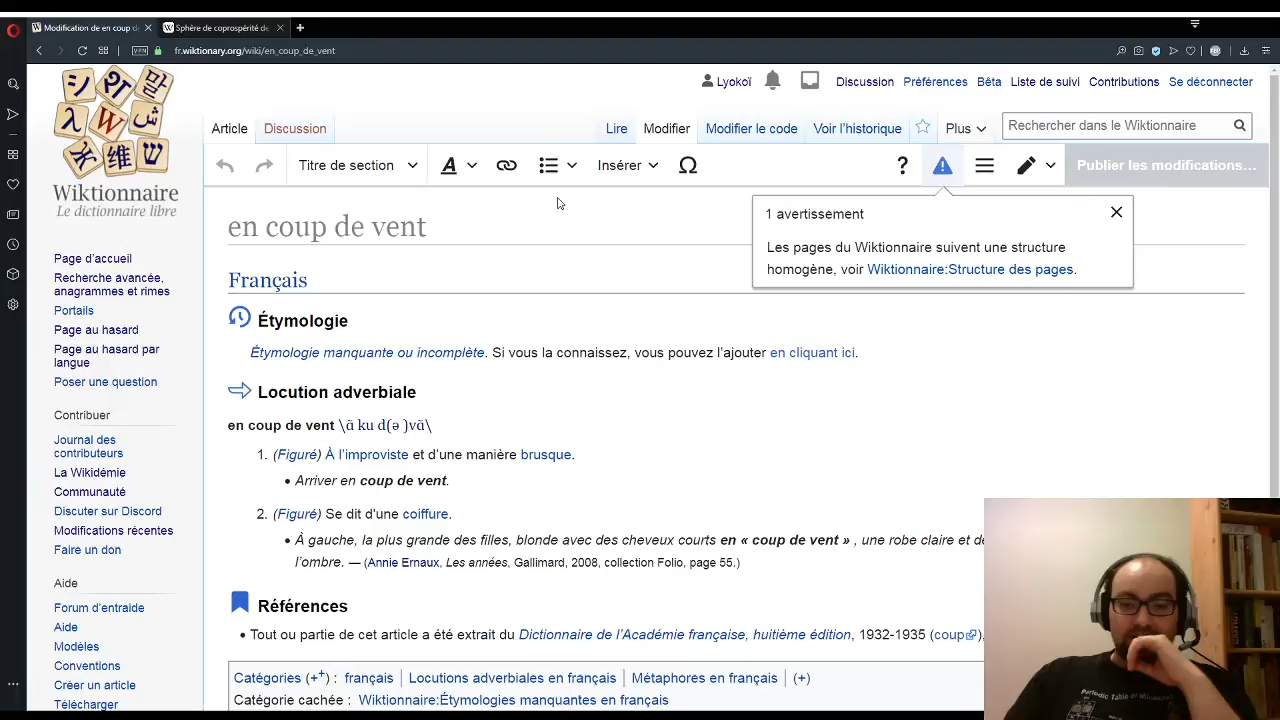 Modification de en coup d
Sphère de coprospérité de
VPN
fr.wiktionary.org/wiki/en_coup_de_vent
シ
말
λ
W
ش
维
ש
Wiktionnaire
Le dictionnaire libre
Lyokoï
Discussion
Préférences
Bêta
Liste de suivi
Contributions
Se déconnecter
Article
Discussion
Lire
Modifier
Modifier le code
Voir l’historique
Plus
Rechercher dans le Wiktionnaire
Titre de section
A
Insérer
Ω
?
Publier les modifications…
1 avertissement
Les pages du Wiktionnaire suivent une structure
homogène, voir Wiktionnaire:Structure des pages.
en coup de vent
Français
Étymologie
Étymologie manquante ou incomplète. Si vous la connaissez, vous pouvez l’ajouter en cliquant ici.
Locution adverbiale
en coup de vent \ɑ̃ ku d(ə )vɑ̃\
1. (Figuré) À l’improviste et d’une manière brusque.
• Arriver en coup de vent.
2. (Figuré) Se dit d'une coiffure.
• À gauche, la plus grande des filles, blonde avec des cheveux courts en « coup de vent » , une robe claire et de
l’ombre. — (Annie Ernaux, Les années, Gallimard, 2008, collection Folio, page 55.)
Références
• Tout ou partie de cet article a été extrait du Dictionnaire de l’Académie française, huitième édition, 1932-1935 (coup),
Catégories (+⁺) : français | Locutions adverbiales en français | Métaphores en français | (+)
Catégorie cachée : Wiktionnaire:Étymologies manquantes en français
Page d’accueil
Recherche avancée,
anagrammes et rimes
Portails
Page au hasard
Page au hasard par
langue
Poser une question
Contribuer
Journal des
contributeurs
La Wikidémie
Communauté
Discuter sur Discord
Modifications récentes
Faire un don
Aide
Forum d’entraide
Aide
Modèles
Conventions
Créer un article
Télécharger